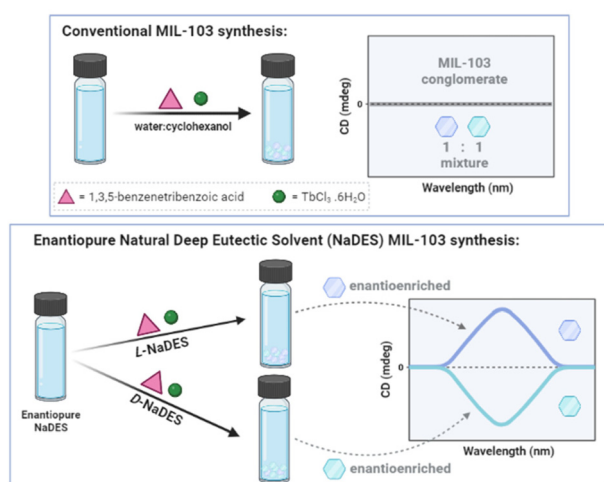 Conventional MIL-103 synthesis:
water:cyclohexanol
CD (mdeg)
0
MIL-103
conglomerate
1 : 1
mixture
Wavelength (nm)
= 1,3,5-benzenetribenzoic acid = TbCl₃ .6H₂O
Enantiopure Natural Deep Eutectic Solvent (NaDES) MIL-103 synthesis:
Enantiopure
NaDES
L-NaDES
D-NaDES
enantioenriched
enantioenriched
CD (mdeg)
0
Wavelength (nm)